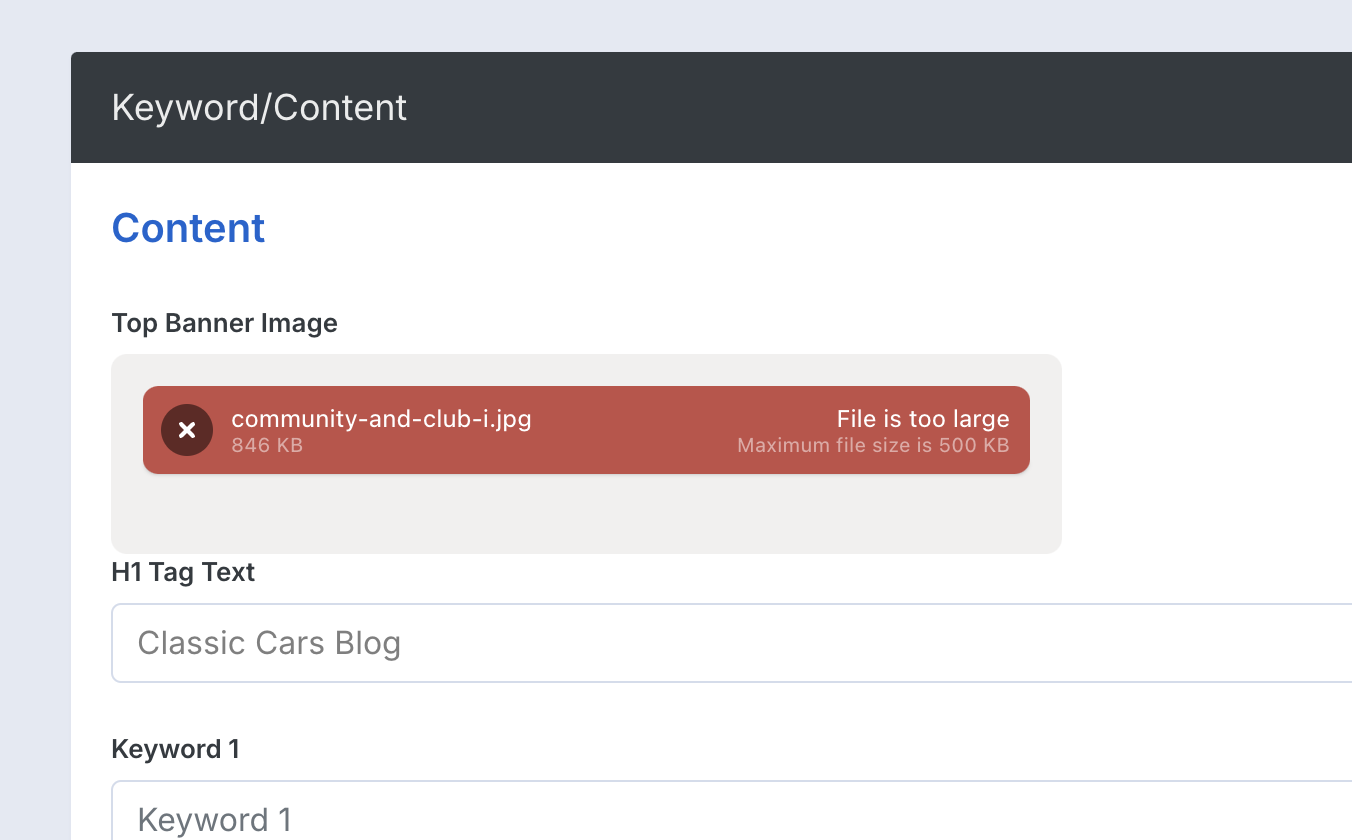 Keyword/Content
Content
Top Banner Image
community-and-club-i.jpg
846 KB
File is too large
Maximum file size is 500 KB
H1 Tag Text
Classic Cars Blog
Keyword 1
Keyword 1